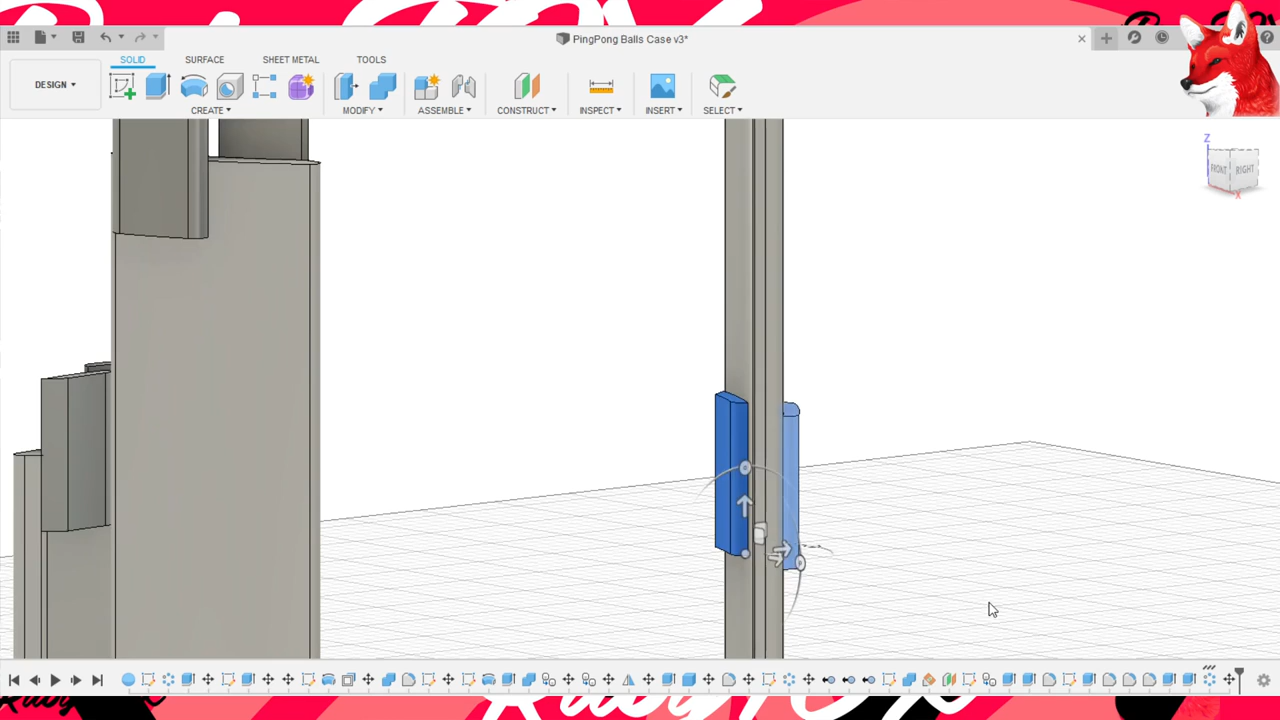 PingPong Balls Case v3*
DESIGN
SOLID SURFACE SHEET METAL TOOLS
CREATE MODIFY ASSEMBLE CONSTRUCT INSPECT INSERT SELECT
Z
FRONT RIGHT
X